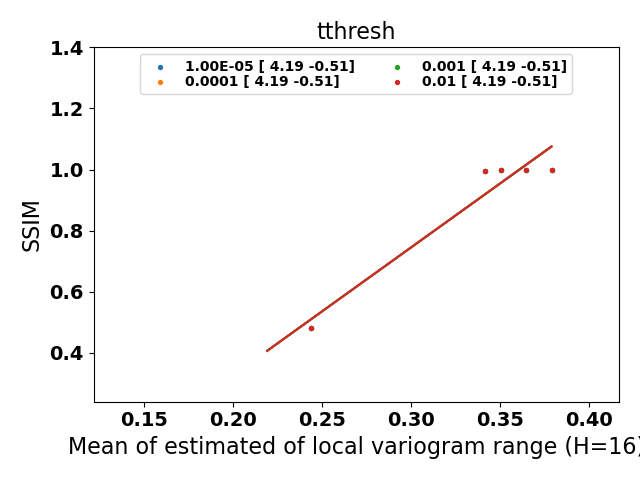 tthresh
1.4
1.00E-05 [ 4.19 -0.51]
0.001 [ 4.19 -0.51]
0.0001 [ 4.19 -0.51]
0.01 [ 4.19 -0.51]
1.2
1.0
0.8
0.6
0.4
SSIM
0.15 0.20 0.25 0.30 0.35 0.40
Mean of estimated of local variogram range (H=16)